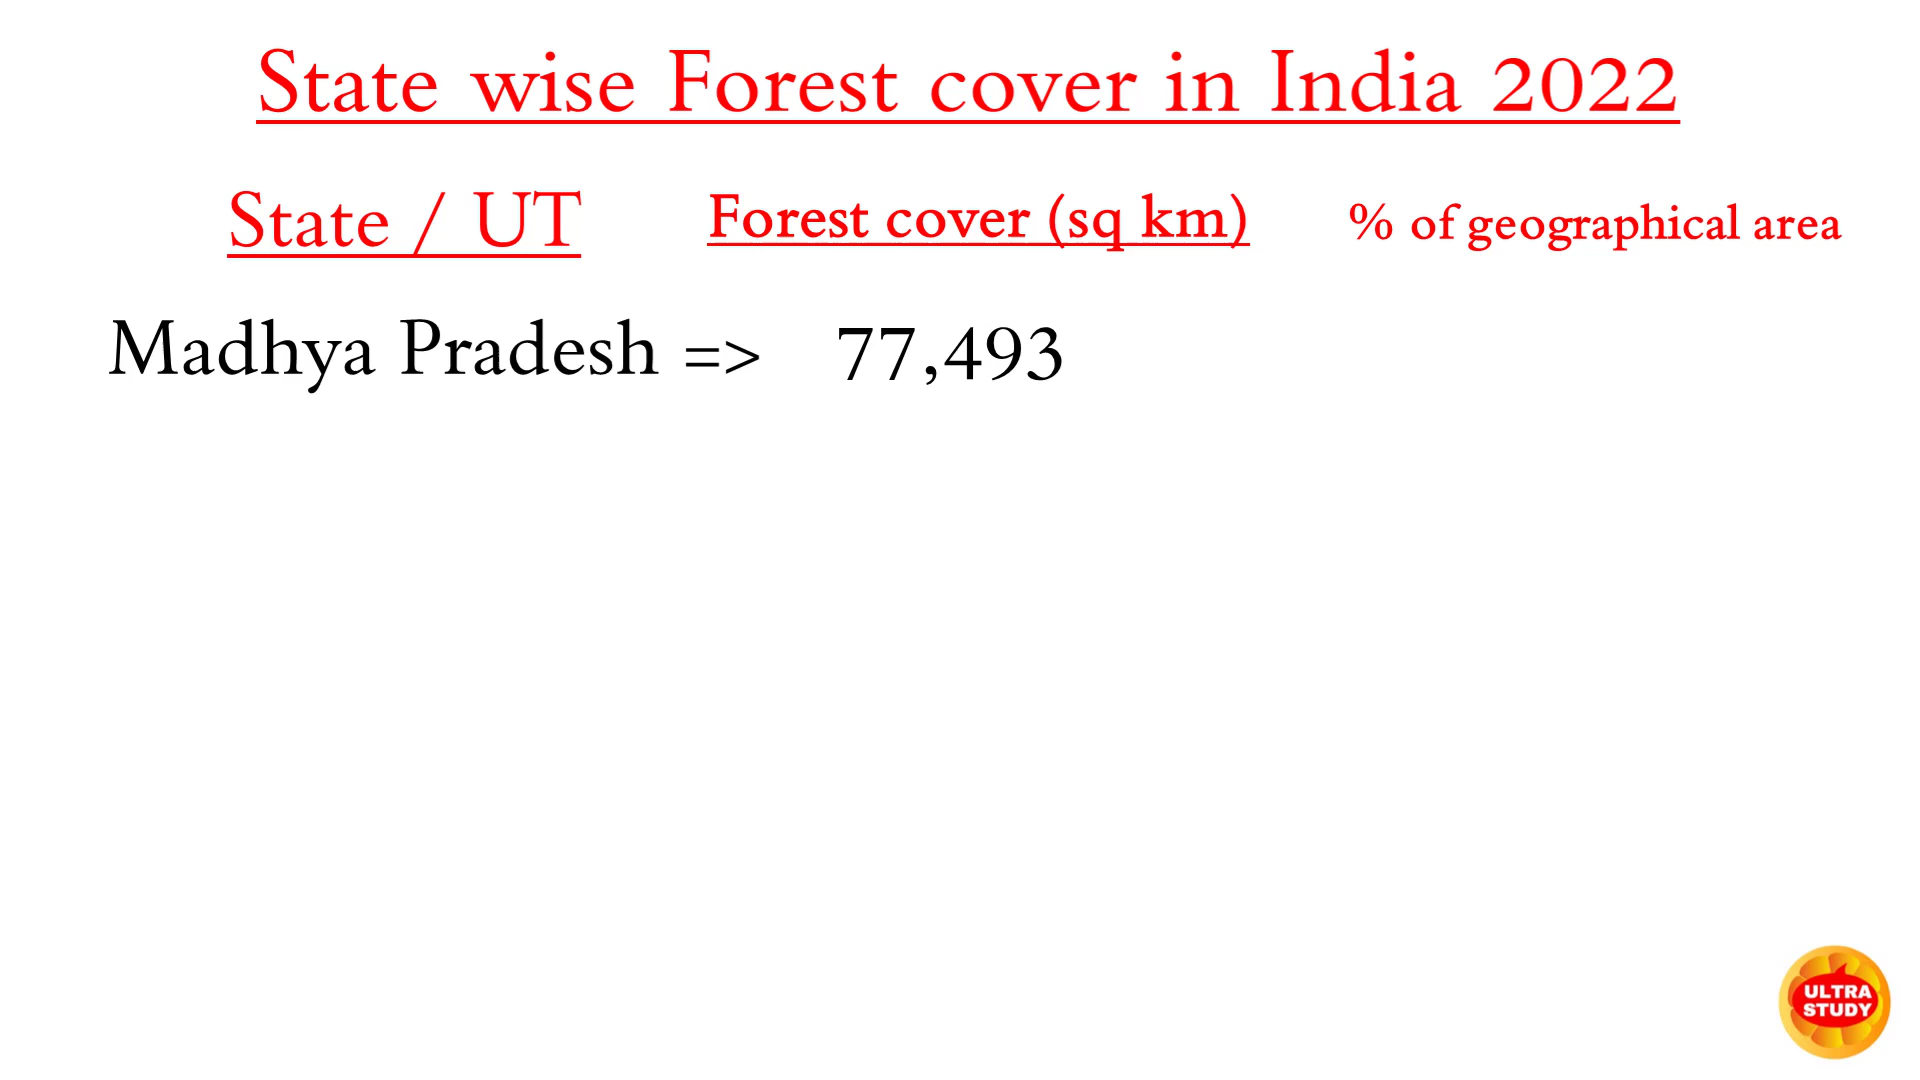 State wise Forest cover in India 2022
State / UT Forest cover (sq km) % of geographical area
Madhya Pradesh => 77,493
ULTRA
STUDY